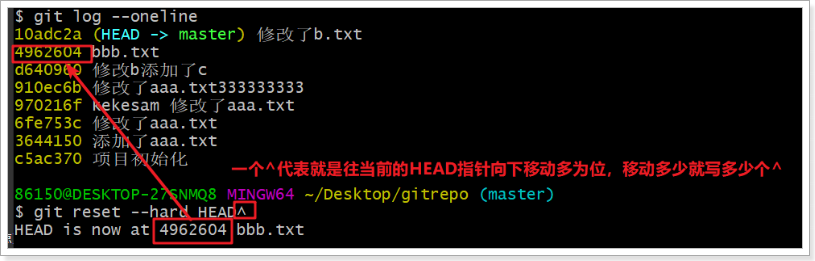 $ git log --oneline
10adc2a (HEAD -> master) 修改了b.txt
4962604 bbb.txt
d640960 修改b添加了c
910ec6b 修改了aaa.txt333333333
970216f kekesam 修改了aaa.txt
6fe753c 修改了aaa.txt
3644150 添加了aaa.txt
c5ac370 项目初始化
一个^代表就是往当前的HEAD指针向下移动多为位，移动多少就写多少个^
86150@DESKTOP-275NMQ8 MINGW64 ~/Desktop/gitrepo (master)
$ git reset --hard HEAD^
HEAD is now at 4962604 bbb.txt